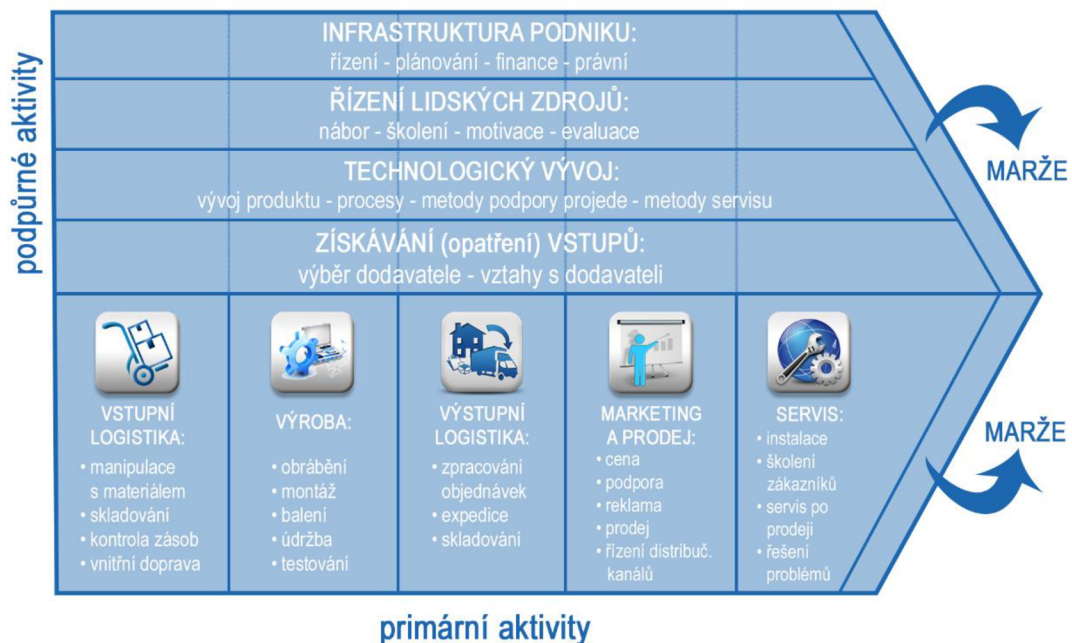 podpůrné aktivity
INFRASTRUKTURA PODNIKU:
řízení - plánování - finance - právní
ŘÍZENÍ LIDSKÝCH ZDROJŮ:
nábor - školení - motivace - evaluace
TECHNOLOGICKÝ VÝVOJ:
vývoj produktu - procesy - metody podpory projede - metody servisu
ZÍSKÁVÁNÍ (opatření) VSTUPŮ:
výběr dodavatele - vztahy s dodavateli
MARŽE
VSTUPNÍ
LOGISTIKA:
• manipulace
s materiálem
• skladování
• kontrola zásob
• vnitřní doprava
VÝROBA:
• obrábění
• montáž
• balení
• údržba
• testování
VÝSTUPNÍ
LOGISTIKA:
• zpracování
objednávek
• expedice
• skladování
MARKETING
A PRODEJ:
• cena
• podpora
• reklama
• prodej
• řízení distribuč.
kanálů
SERVIS:
• instalace
• školení
zákazníků
• servis po
prodeji
• řešení
problémů
MARŽE
primární aktivity